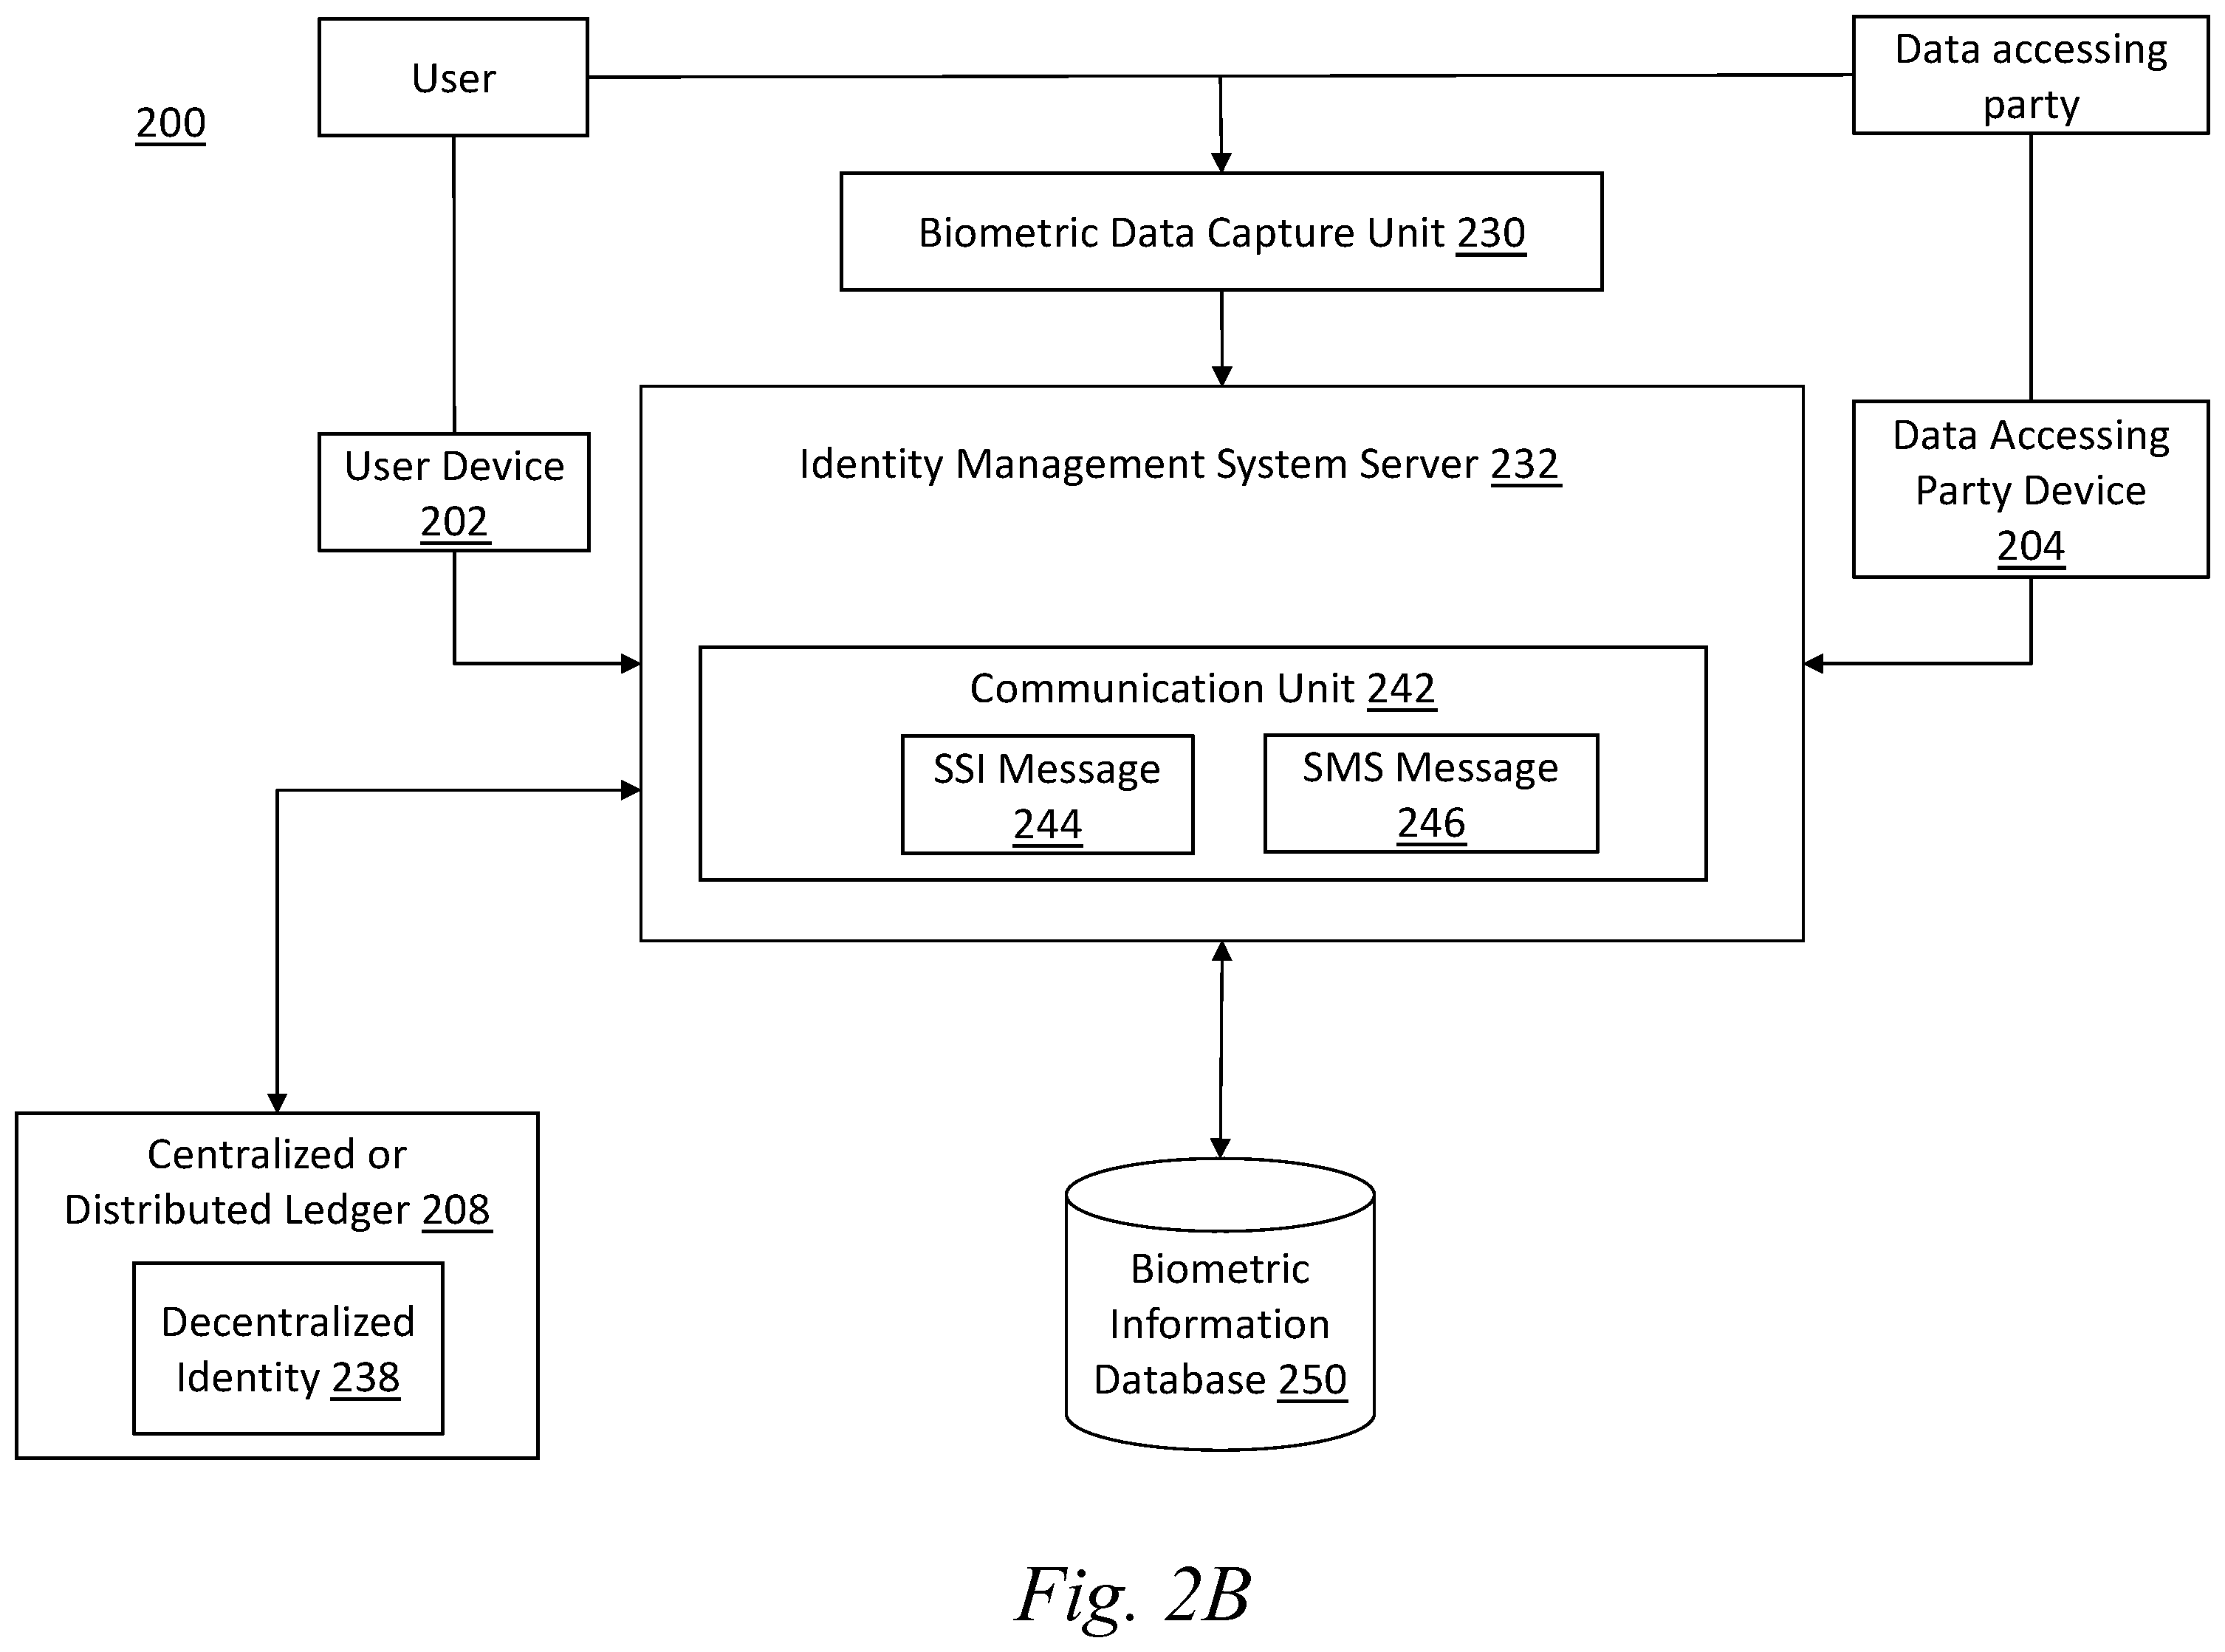 200
User
Data accessing
party
Biometric Data Capture Unit 230
User Device
202
Identity Management System Server 232
Data Accessing
Party Device
204
Communication Unit 242
SSI Message
244
SMS Message
246
Centralized or
Distributed Ledger 208
Decentralized
Identity 238
Biometric
Information
Database 250
Fig. 2B